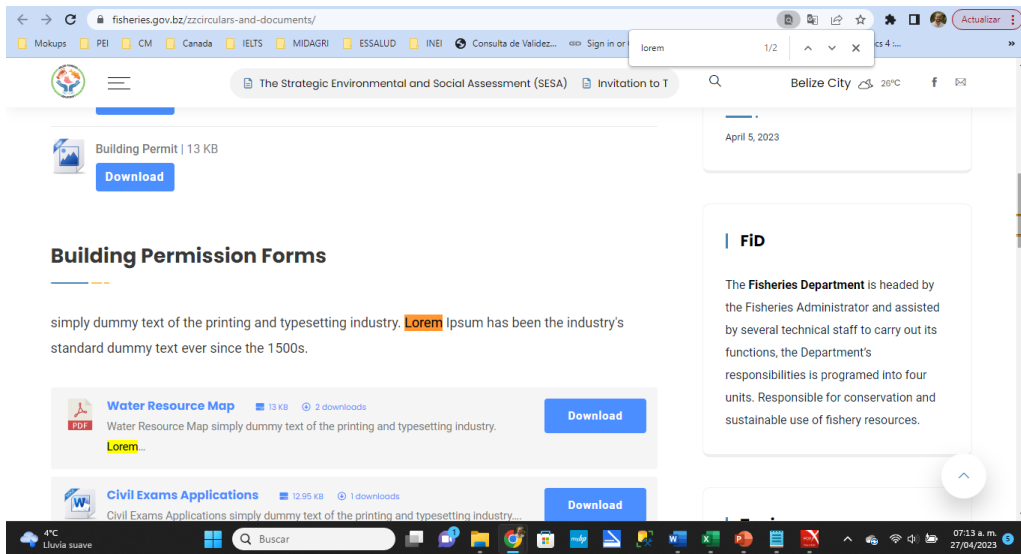 fisheries.gov.bz/zzcirculars-and-documents/
Actualizar
Mokups PEI CM Canada IELTS MIDAGRI ESSALUD INEI Consulta de Validez... Sign in or cs 4 :... »
lorem 1/2
The Strategic Environmental and Social Assessment (SESA) Invitation to T
Belize City 26°C
Building Permit | 13 KB
Download
Building Permission Forms
simply dummy text of the printing and typesetting industry. Lorem Ipsum has been the industry's
standard dummy text ever since the 1500s.
PDF
Water Resource Map 13 KB 2 downloads
Water Resource Map simply dummy text of the printing and typesetting industry.
Lorem...
Download
Civil Exams Applications 12.95 KB 1 downloads
Civil Exams Applications simply dummy text of the printing and typesetting industry....
Download
April 5, 2023
FiD
The Fisheries Department is headed by
the Fisheries Administrator and assisted
by several technical staff to carry out its
functions, the Department's
responsibilities is programed into four
units. Responsible for conservation and
sustainable use of fishery resources.
4°C
Lluvia suave
Buscar
1
07:13 a. m.
27/04/2023
5